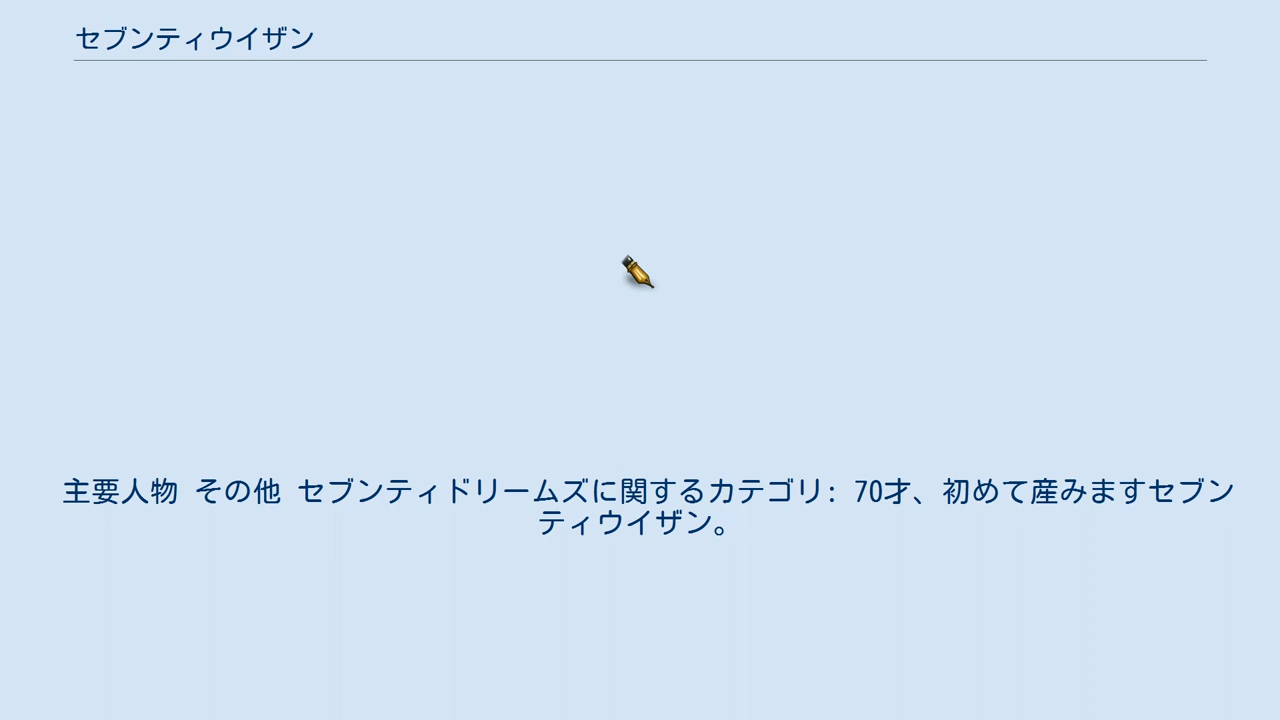 セブンティウイザン
主要人物 その他 セブンティドリームズに関するカテゴリ: 70才、初めて産みますセブン
ティウイザン。